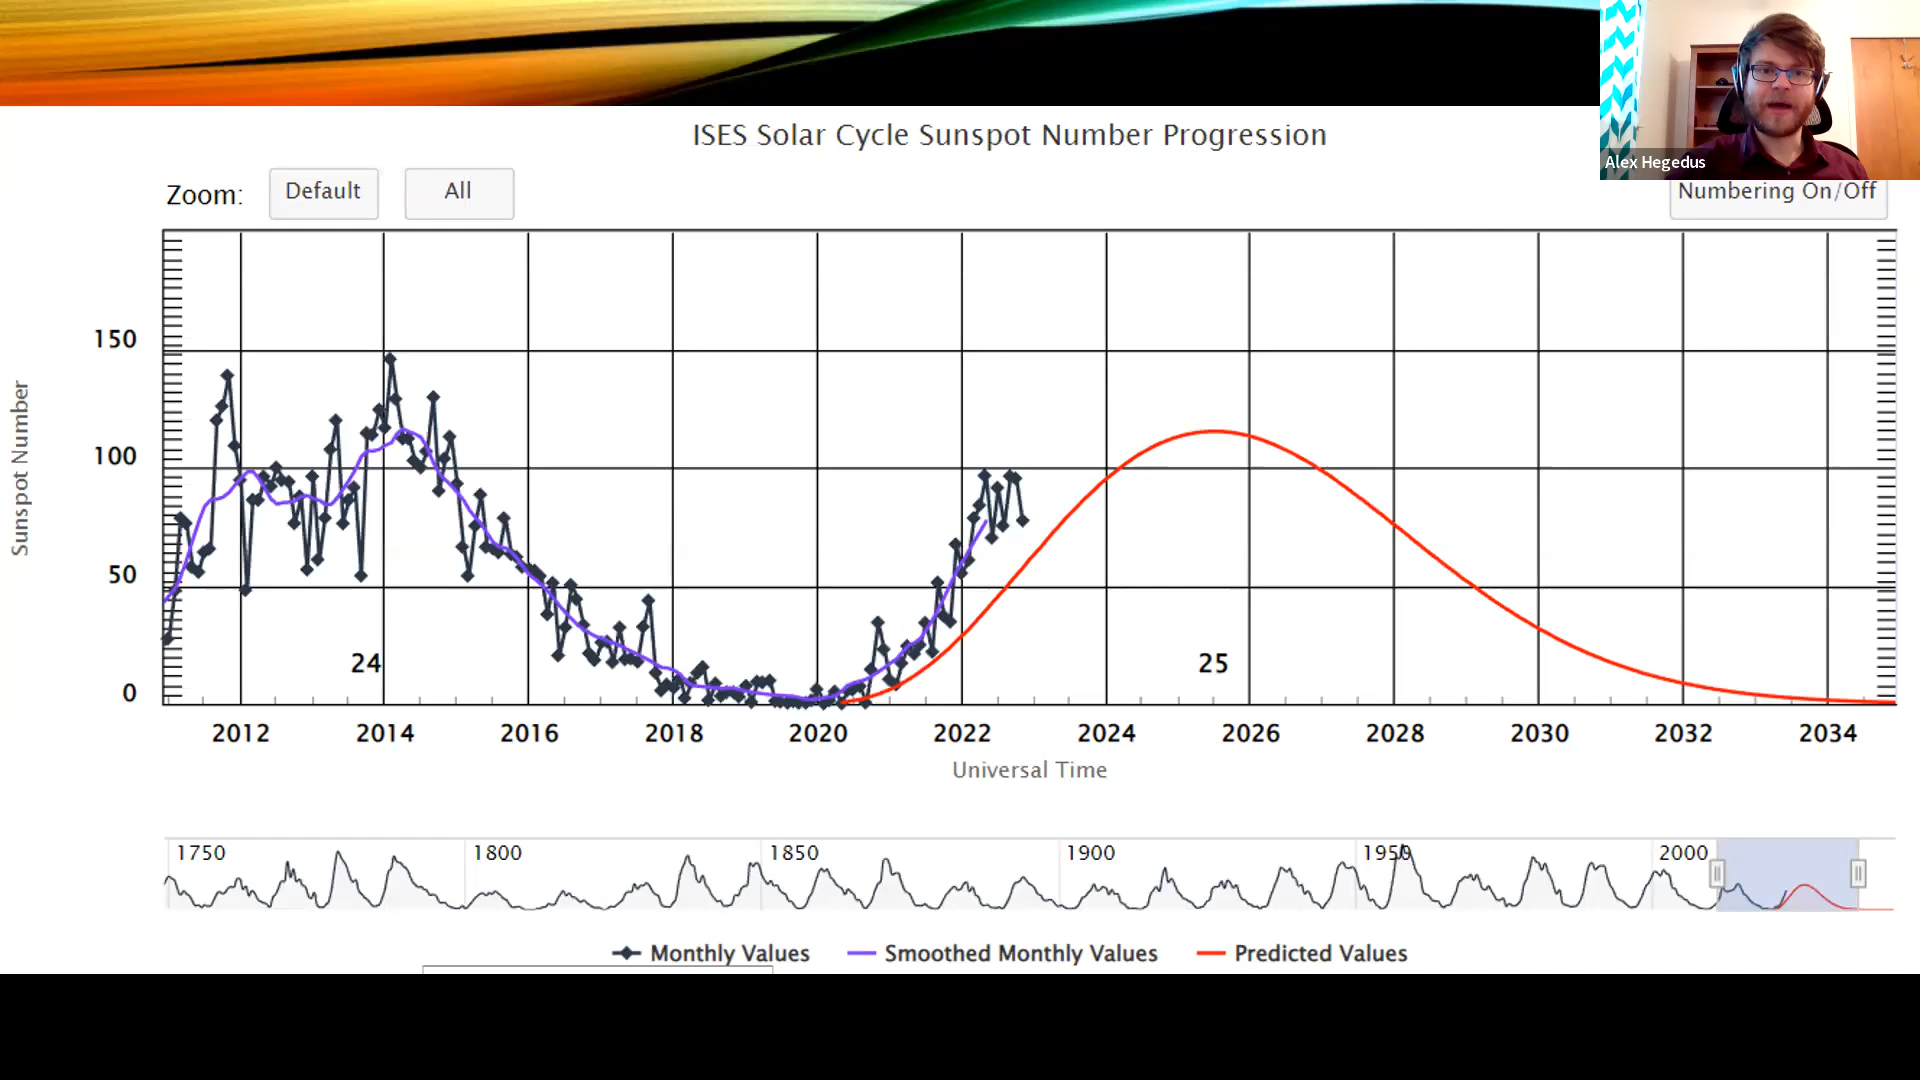 Alex Hegedus
ISES Solar Cycle Sunspot Number Progression
Zoom: Default All Numbering On/Off
150
100
50
0
Sunspot Number
24 25
2012 2014 2016 2018 2020 2022 2024 2026 2028 2030 2032 2034
Universal Time
1750 1800 1850 1900 1950 2000
Monthly Values Smoothed Monthly Values Predicted Values